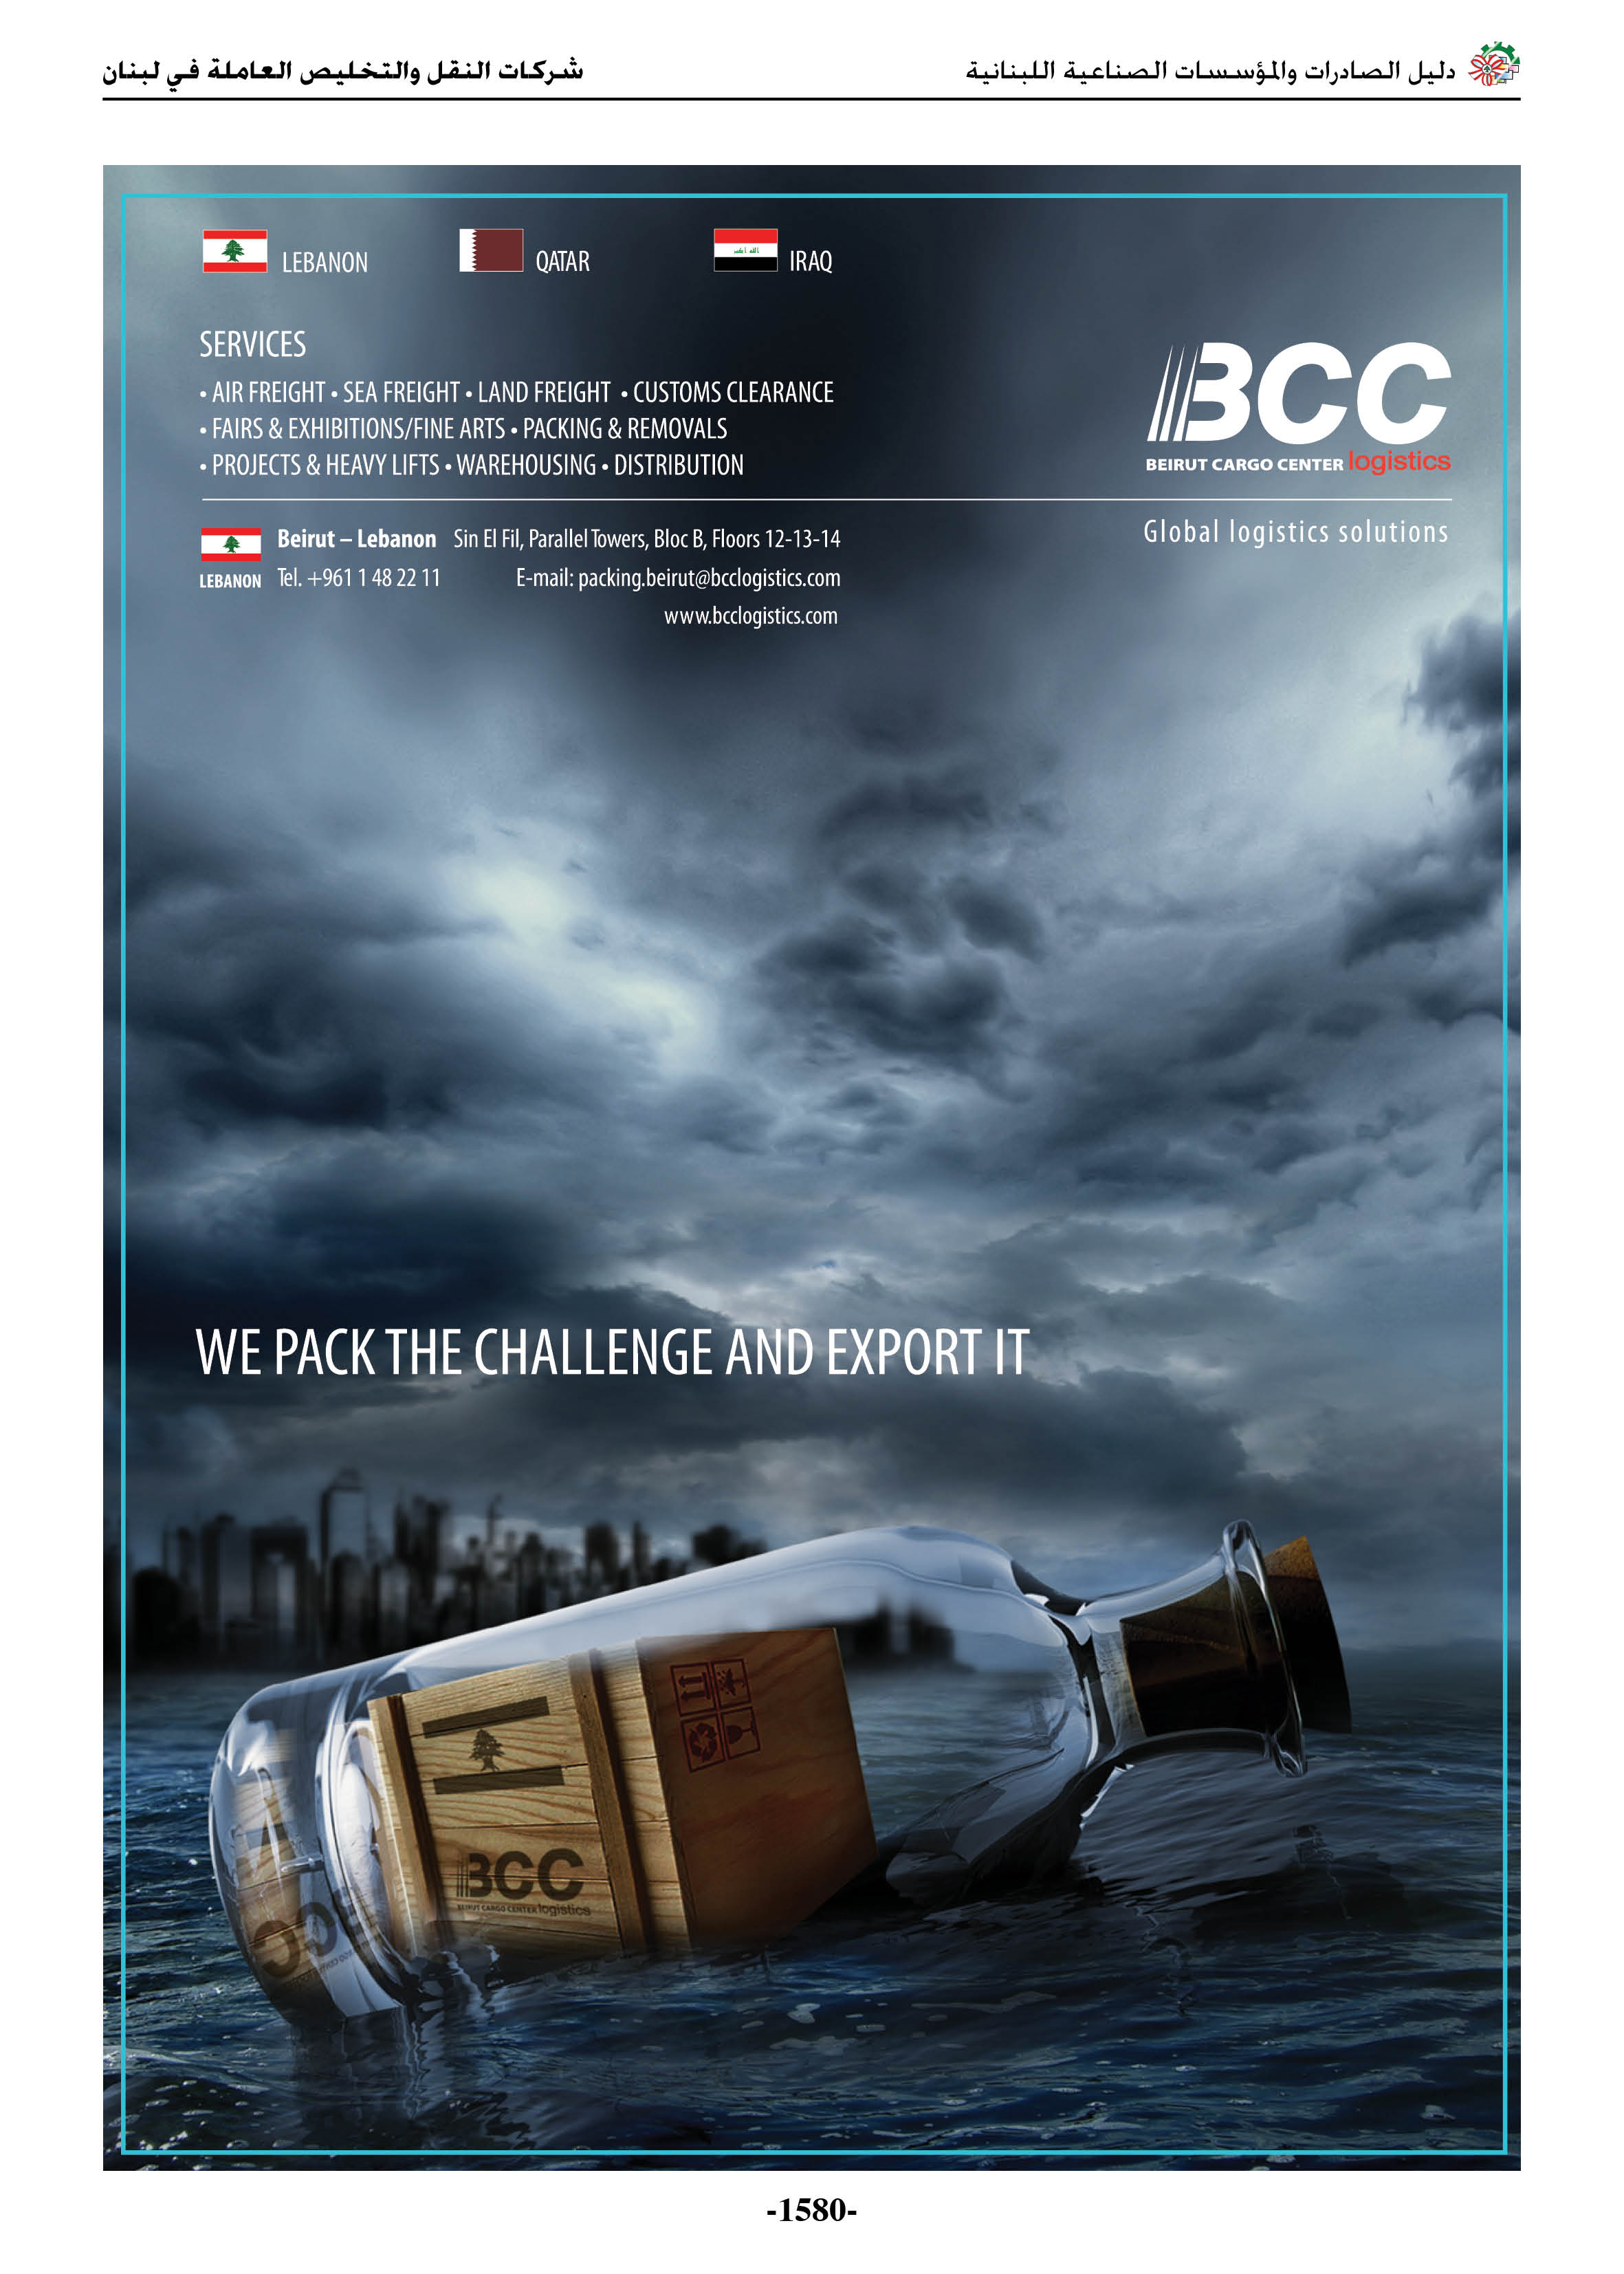 دليل الصادرات والمؤسسات الصناعية اللبنانية
شركات النقل والتخليص العاملة في لبنان
LEBANON
QATAR
IRAQ
SERVICES
• AIR FREIGHT • SEA FREIGHT • LAND FREIGHT • CUSTOMS CLEARANCE
• FAIRS & EXHIBITIONS/FINE ARTS • PACKING & REMOVALS
• PROJECTS & HEAVY LIFTS • WAREHOUSING • DISTRIBUTION
BCC
BEIRUT CARGO CENTER logistics
Global logistics solutions
Beirut – Lebanon Sin El Fil, Parallel Towers, Bloc B, Floors 12-13-14
LEBANON Tel. +961 1 48 22 11 E-mail: packing.beirut@bcclogistics.com
www.bcclogistics.com
WE PACK THE CHALLENGE AND EXPORT IT
BCC
BEIRUT CARGO CENTER logistics
-1580-